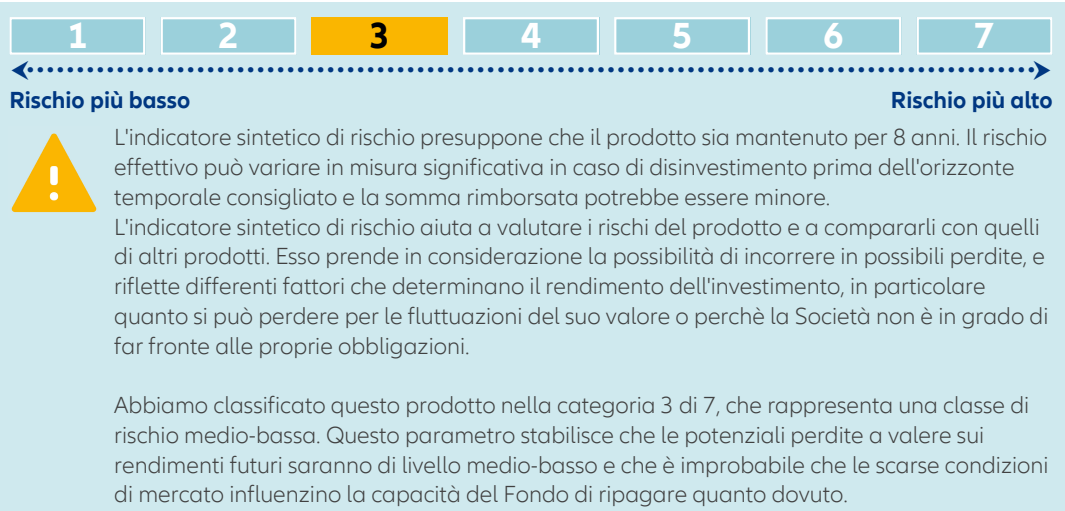 1 2 3 4 5 6 7
Rischio più basso Rischio più alto
L'indicatore sintetico di rischio presuppone che il prodotto sia mantenuto per 8 anni. Il rischio
effettivo può variare in misura significativa in caso di disinvestimento prima dell'orizzonte
temporale consigliato e la somma rimborsata potrebbe essere minore.
L'indicatore sintetico di rischio aiuta a valutare i rischi del prodotto e a compararli con quelli
di altri prodotti. Esso prende in considerazione la possibilità di incorrere in possibili perdite, e
riflette differenti fattori che determinano il rendimento dell'investimento, in particolare
quanto si può perdere per le fluttuazioni del suo valore o perchè la Società non è in grado di
far fronte alle proprie obbligazioni.
Abbiamo classificato questo prodotto nella categoria 3 di 7, che rappresenta una classe di
rischio medio-bassa. Questo parametro stabilisce che le potenziali perdite a valere sui
rendimenti futuri saranno di livello medio-basso e che è improbabile che le scarse condizioni
di mercato influenzino la capacità del Fondo di ripagare quanto dovuto.